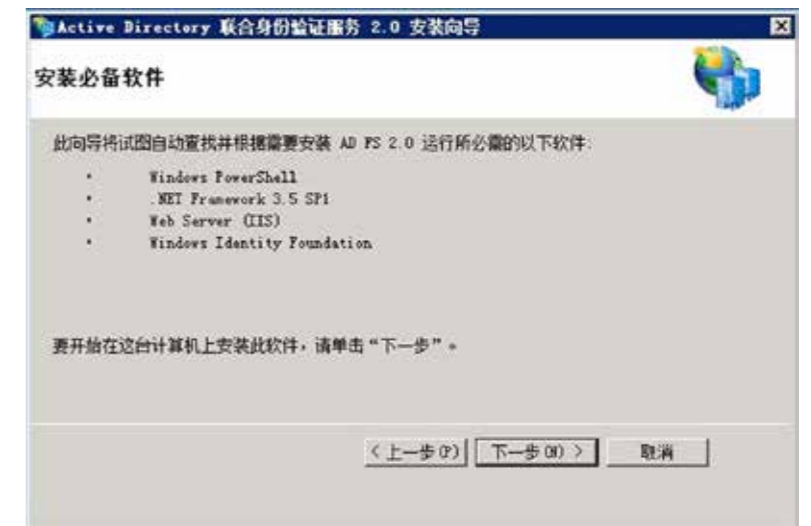 Active Directory 联合身份验证服务 2.0 安装向导
安装必备软件
此向导将试图自动查找并根据需要安装 AD FS 2.0 运行所必需的以下软件:
· Windows PowerShell
· .NET Framework 3.5 SP1
· Web Server (IIS)
· Windows Identity Foundation
要开始在这台计算机上安装此软件，请单击“下一步”。
<上一步(P) 下一步(N) > 取消